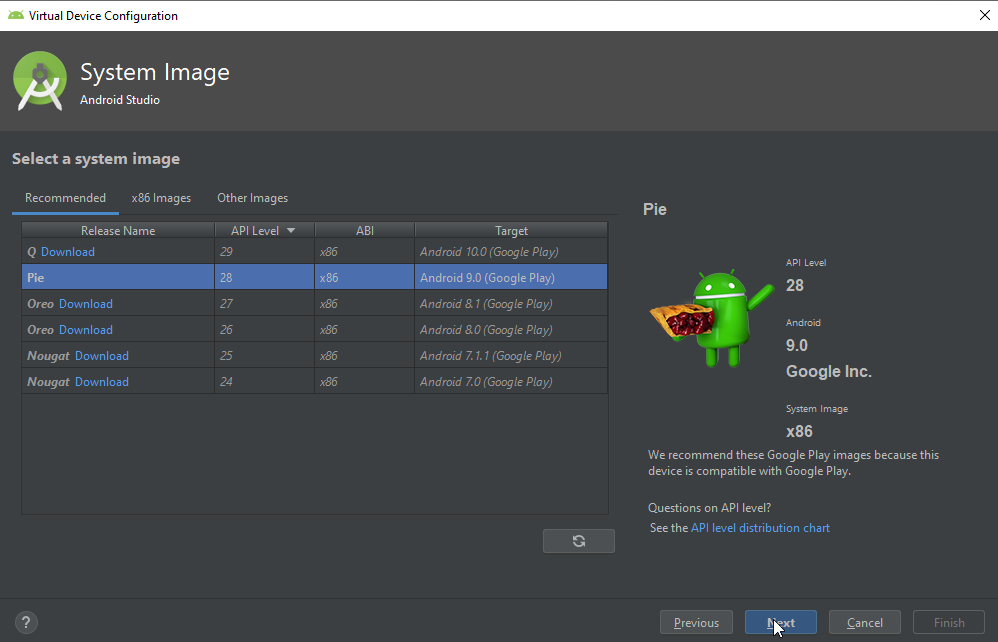 Virtual Device Configuration
System Image
Android Studio
Select a system image
Recommended x86 Images Other Images
Release Name API Level ABI Target
Q Download 29 x86 Android 10.0 (Google Play)
Pie 28 x86 Android 9.0 (Google Play)
Oreo Download 27 x86 Android 8.1 (Google Play)
Oreo Download 26 x86 Android 8.0 (Google Play)
Nougat Download 25 x86 Android 7.1.1 (Google Play)
Nougat Download 24 x86 Android 7.0 (Google Play)
Pie
API Level
28
Android
9.0
Google Inc.
System Image
x86
We recommend these Google Play images because this
device is compatible with Google Play.
Questions on API level?
See the API level distribution chart
? Previous Next Cancel Finish